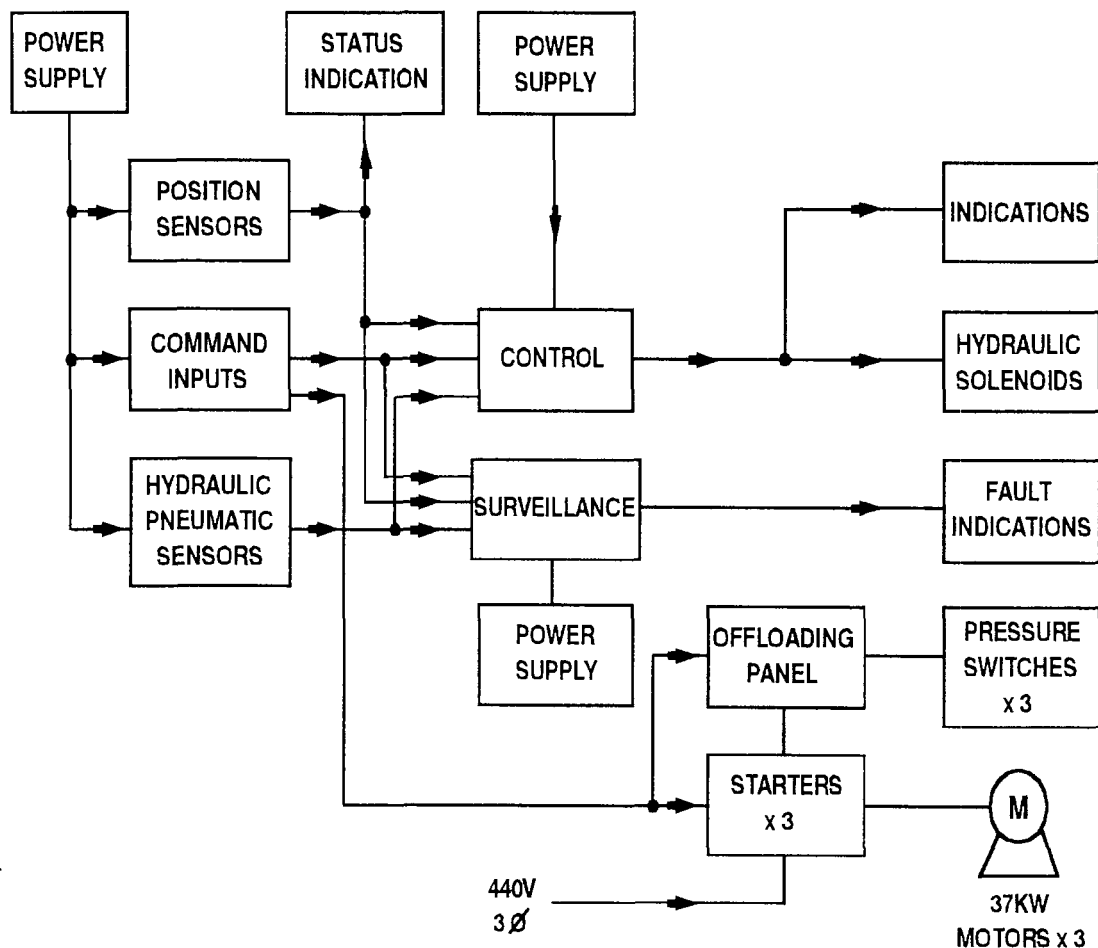 POWER
SUPPLY
STATUS
INDICATION
POWER
SUPPLY
POSITION
SENSORS
INDICATIONS
COMMAND
INPUTS
CONTROL
HYDRAULIC
SOLENOIDS
HYDRAULIC
PNEUMATIC
SENSORS
SURVEILLANCE
FAULT
INDICATIONS
POWER
SUPPLY
OFFLOADING
PANEL
PRESSURE
SWITCHES
x 3
STARTERS
x 3
M
440V
3 Ø
37KW
MOTORS x 3